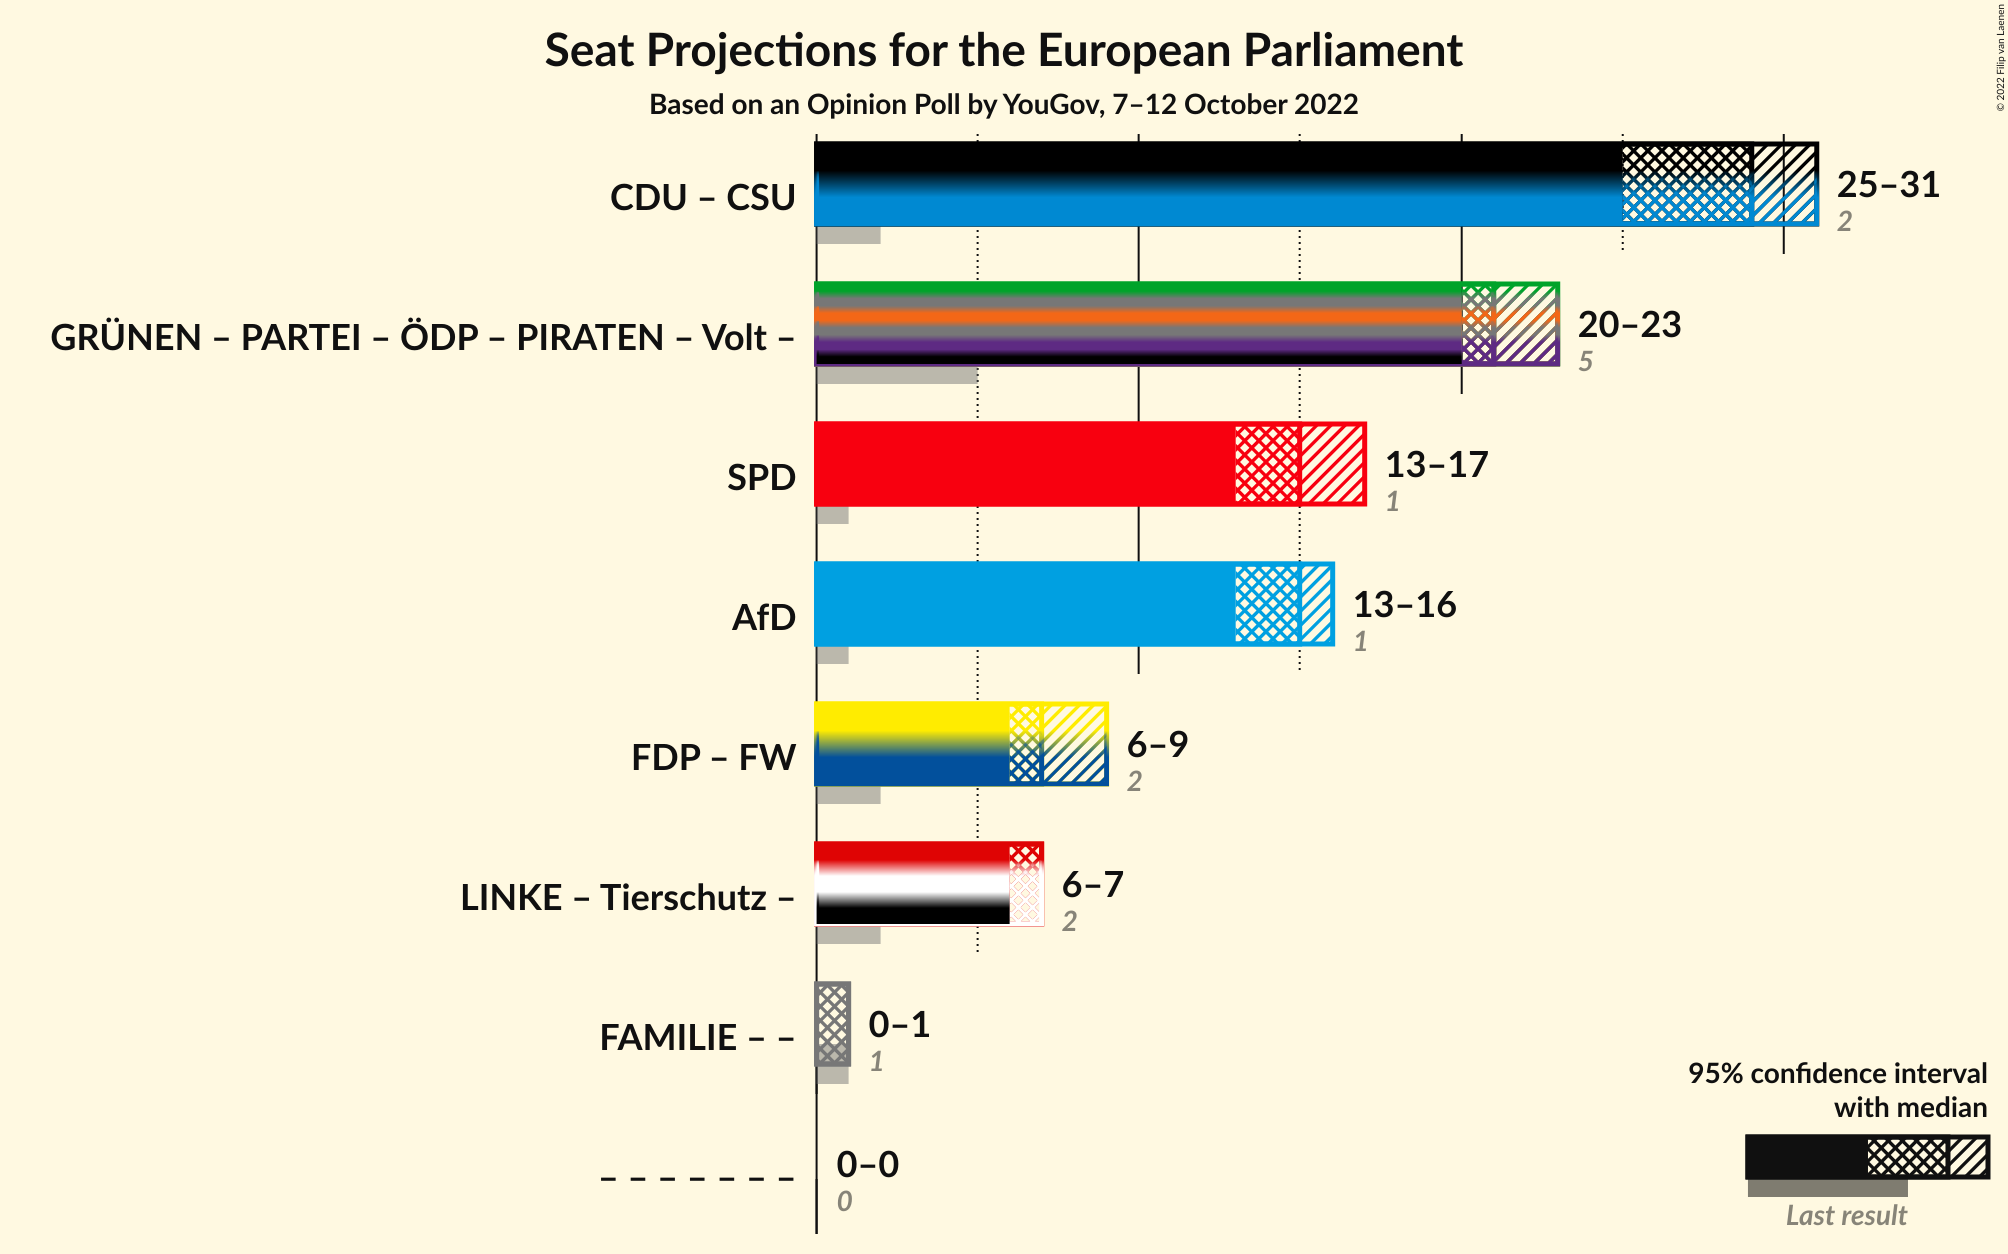 Seat Projections for the European Parliament
Based on an Opinion Poll by YouGov, 7–12 October 2022
© 2022 Filip van Laenen
CDU – CSU
25–31
2
GRÜNEN – PARTEI – ÖDP – PIRATEN – Volt –
20–23
5
SPD
13–17
1
AfD
13–16
1
FDP – FW
6–9
2
LINKE – Tierschutz –
6–7
2
FAMILIE – –
0–1
1
– – – – – – –
0–0
0
95% confidence interval
with median
Last result